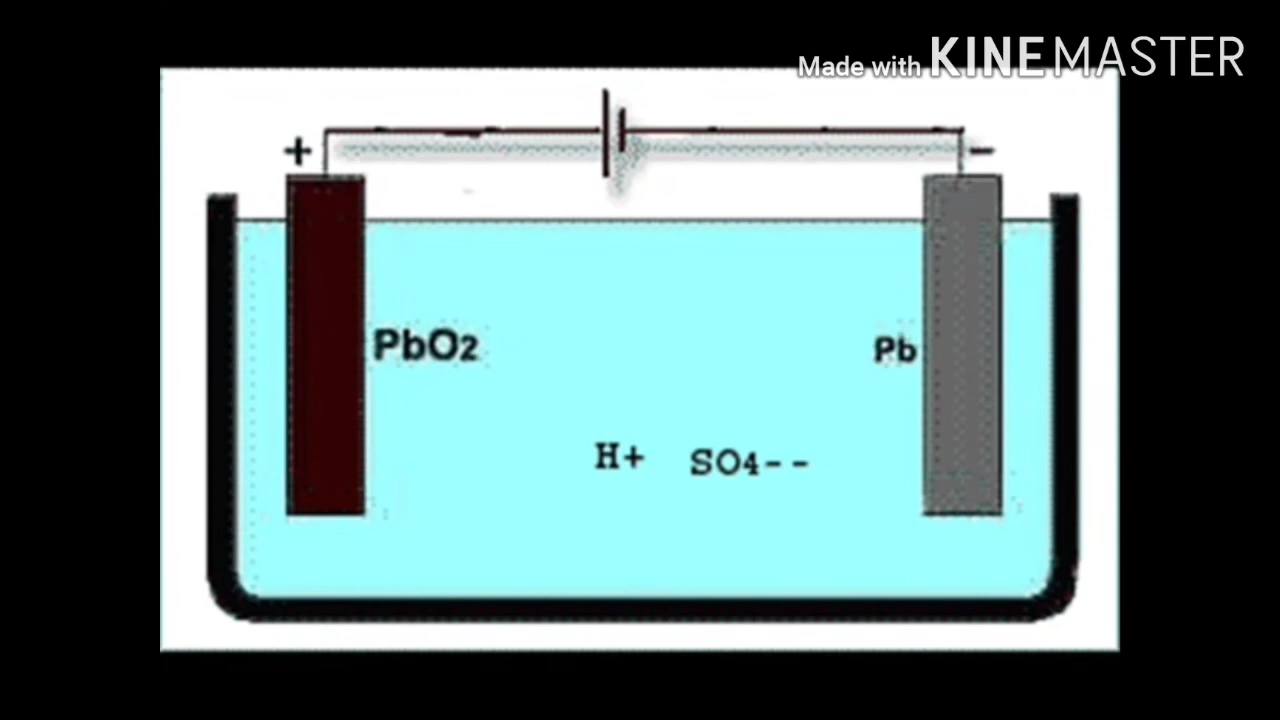 Made with KINEMASTER
+ −
PbO2
Pb
H+ SO4--